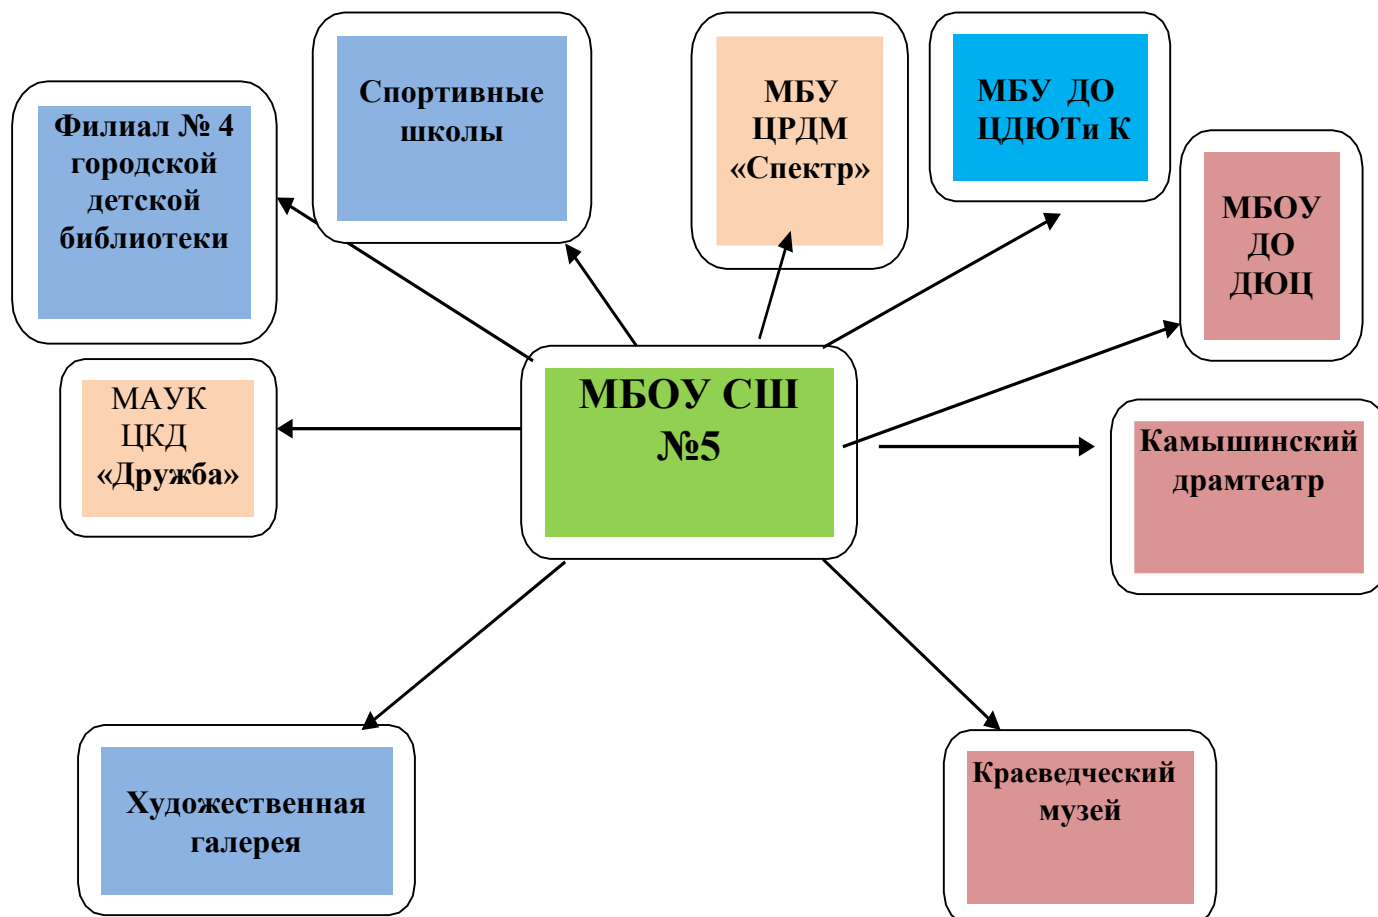 Спортивные
школы
МБУ
ЦРДМ
«Спектр»
МБУ ДО
ЦДЮТи К
Филиал № 4
городской
детской
библиотеки
МБОУ
ДО
ДЮЦ
МАУК
ЦКД
«Дружба»
МБОУ СШ
№5
Камышинский
драмтеатр
Художественная
галерея
Краеведческий
музей